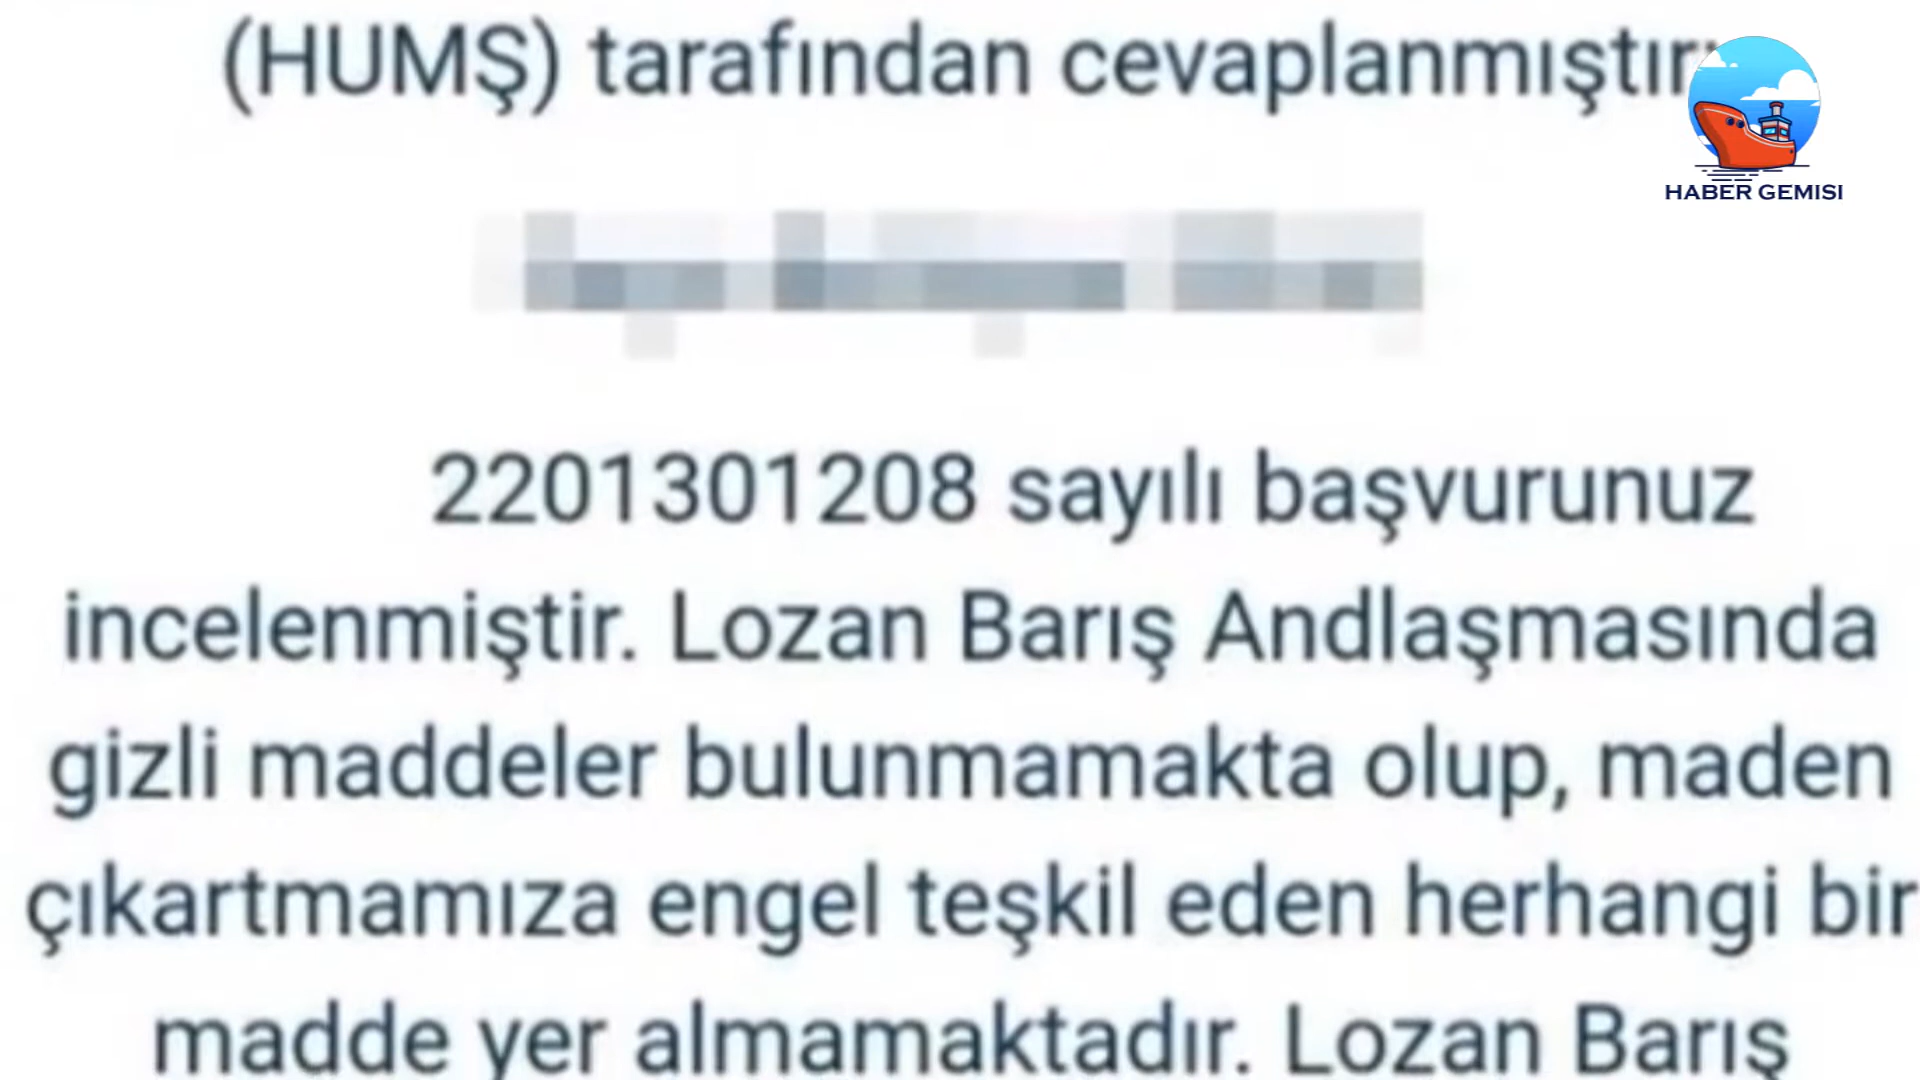 (HUMŞ) tarafından cevaplanmıştır.
HABER GEMISI
2201301208 sayılı başvurunuz
incelenmiştir. Lozan Barış Andlaşmasında
gizli maddeler bulunmamakta olup, maden
çıkartmamıza engel teşkil eden herhangi bir
madde yer almamaktadır. Lozan Barış